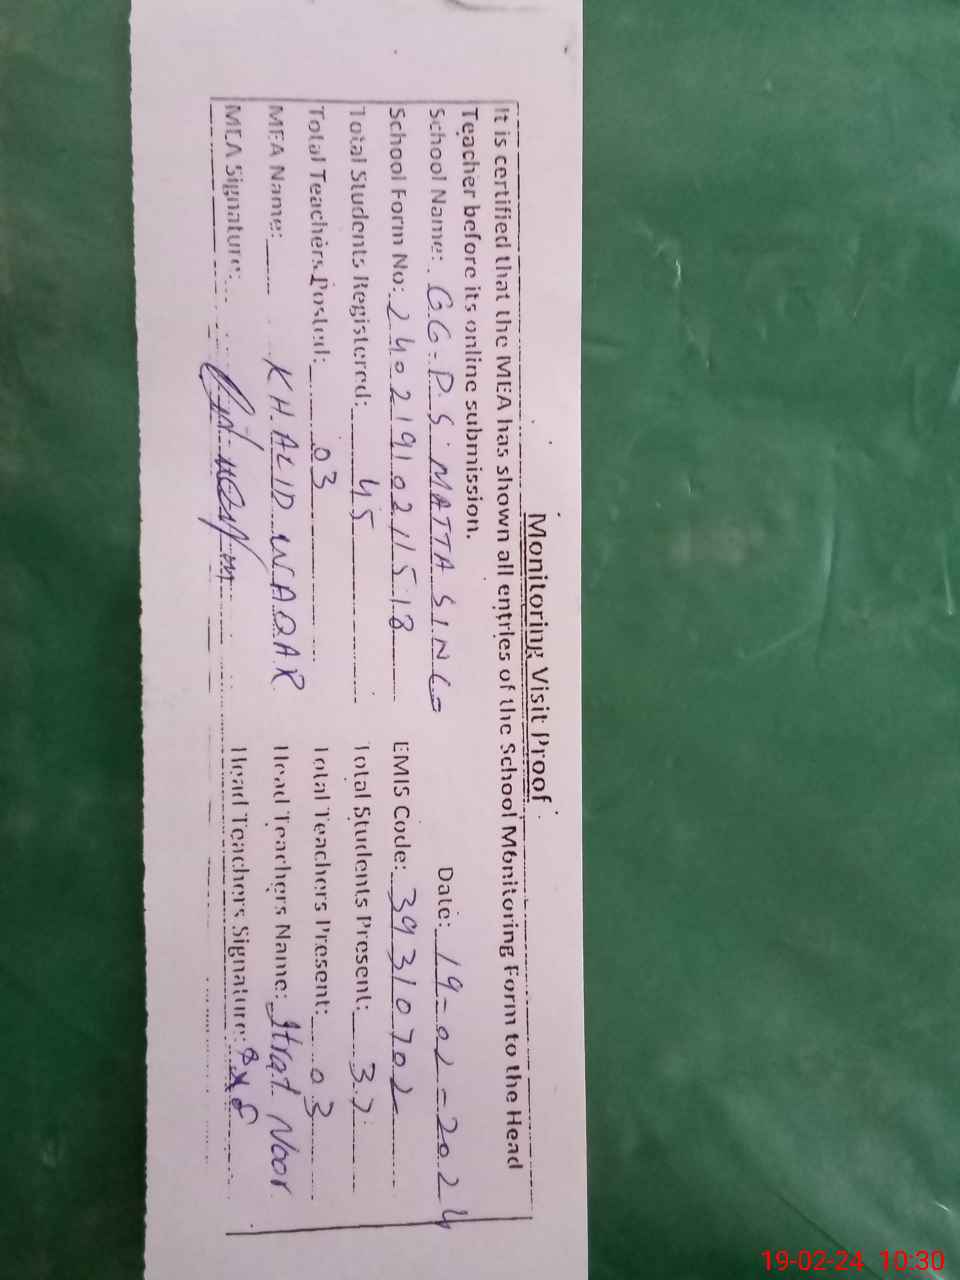 Monitoring Visit Proof
It is certified that the MEA has shown all entries of the School Monitoring Form to the Head
Teacher before its online submission.
School Name: G.G.P.S MATTA SING Date: 19-02-2024
School Form No: 24021910211518 EMIS Code: 39310702
Total Students Registered: 45 Total Students Present: 37
Total Teachers Posted: 03 Total Teachers Present: 03
MEA Name: KHALID WAQAR Head Teachers Name: Itrat Noor
MEA Signature: Head Teachers Signature:
19-02-24 10:30